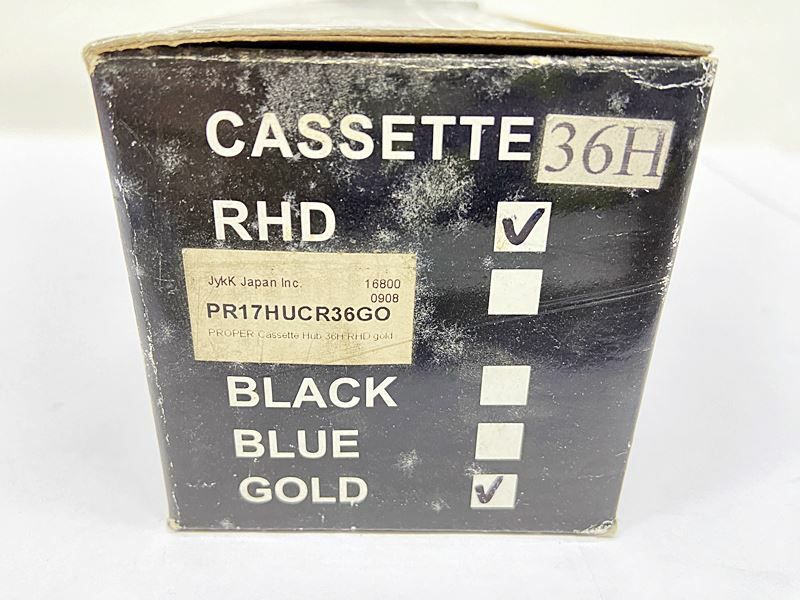 CASSETTE 36H
RHD ✓
JykK Japan Inc. 16800
0908
PR17HUCR36GO
PROPER Cassette Hub 36H RHD gold
BLACK
BLUE
GOLD ✓